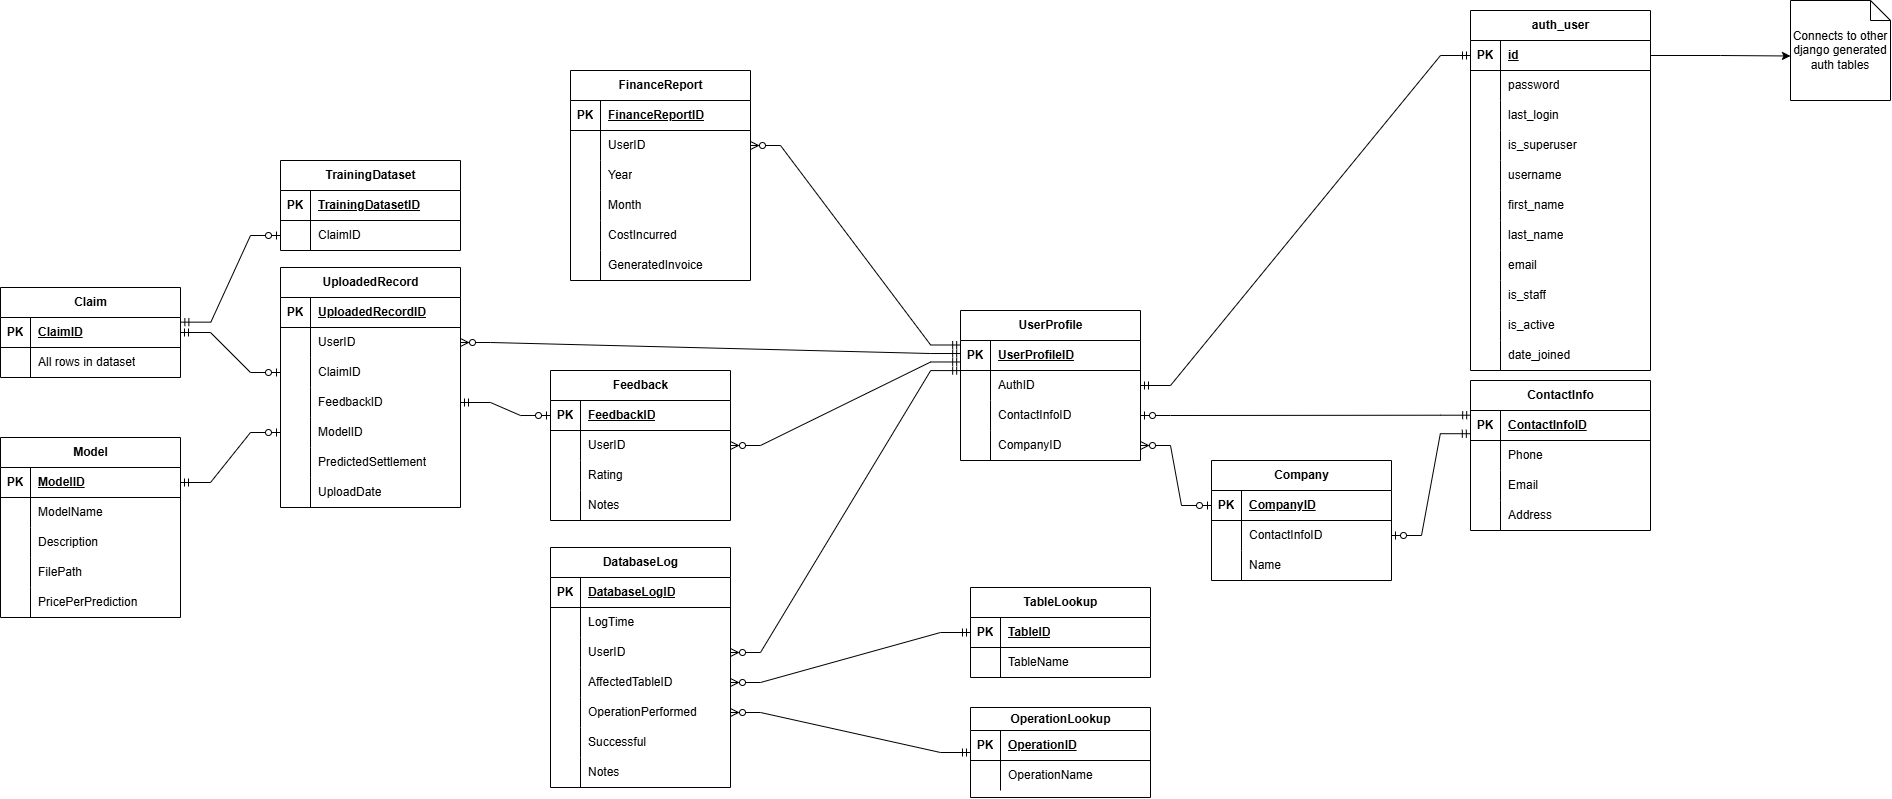 auth_user
PK id
password
last_login
is_superuser
username
first_name
last_name
email
is_staff
is_active
date_joined
Connects to other
django generated
auth tables
FinanceReport
PK FinanceReportID
UserID
Year
Month
CostIncurred
GeneratedInvoice
TrainingDataset
PK TrainingDatasetID
ClaimID
UploadedRecord
PK UploadedRecordID
UserID
ClaimID
FeedbackID
ModelID
PredictedSettlement
UploadDate
Claim
PK ClaimID
All rows in dataset
Model
PK ModelID
ModelName
Description
FilePath
PricePerPrediction
Feedback
PK FeedbackID
UserID
Rating
Notes
UserProfile
PK UserProfileID
AuthID
ContactInfoID
CompanyID
ContactInfo
PK ContactInfoID
Phone
Email
Address
Company
PK CompanyID
ContactInfoID
Name
DatabaseLog
PK DatabaseLogID
LogTime
UserID
AffectedTableID
OperationPerformed
Successful
Notes
TableLookup
PK TableID
TableName
OperationLookup
PK OperationID
OperationName